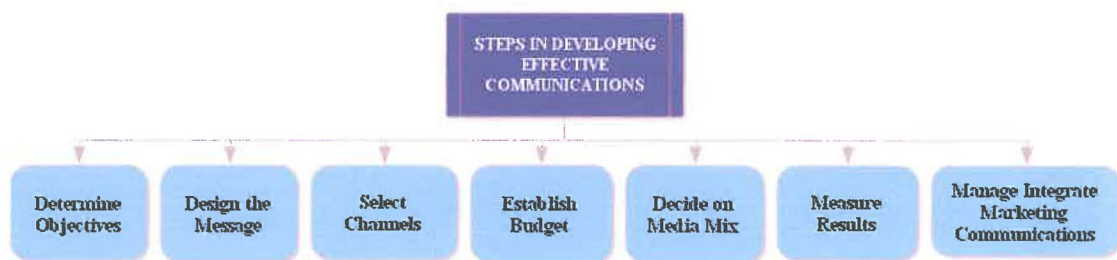 STEPS IN DEVELOPING
EFFECTIVE
COMMUNICATIONS
Determine
Objectives
Design the
Message
Select
Channels
Establish
Budget
Decide on
Media Mix
Measure
Results
Manage Integrate
Marketing
Communications